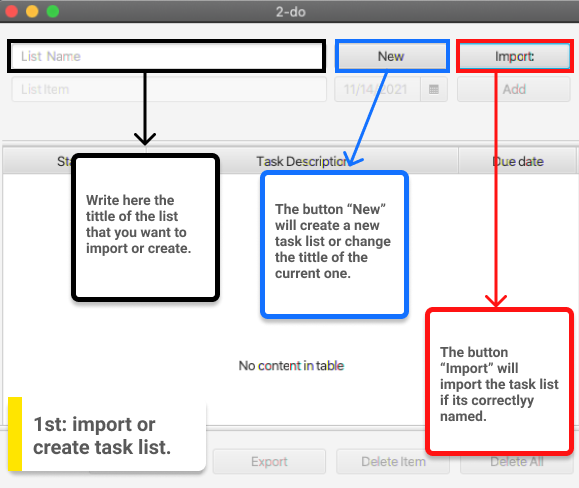 2-do
List Name
New
Import:
List Item
11/14/2021
Add
Sta
Task Description
Due date
Write here the
tittle of the list
that you want to
import or create.
The button “New”
will create a new
task list or change
the tittle of the
current one.
The button
“Import” will
import the task list
if its correctlyy
named.
No content in table
1st: import or
create task list.
Export
Delete Item
Delete All